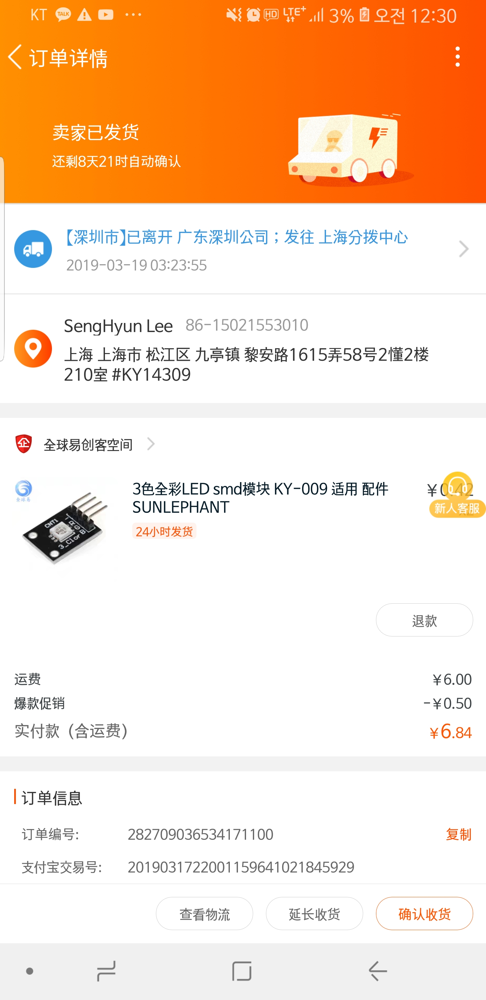 KT TALK HD LTE+ 3% 오전 12:30
订单详情
卖家已发货
还剩8天21时自动确认
【深圳市】已离开 广东深圳公司；发往 上海分拨中心
2019-03-19 03:23:55
SengHyun Lee 86-15021553010
上海 上海市 松江区 九亭镇 黎安路1615弄58号2懂2楼
210室 #KY14309
企 全球易创客空间
全球易
CNT1
R G B
3_Clor
3色全彩LED smd模块 KY-009 适用 配件 ¥0.42
SUNLEPHANT
新人客服
24小时发货
退款
运费 ¥6.00
爆款促销 -¥0.50
实付款（含运费） ¥6.84
订单信息
订单编号: 282709036534171100 复制
支付宝交易号: 2019031722001159641021845929
查看物流 延长收货 确认收货